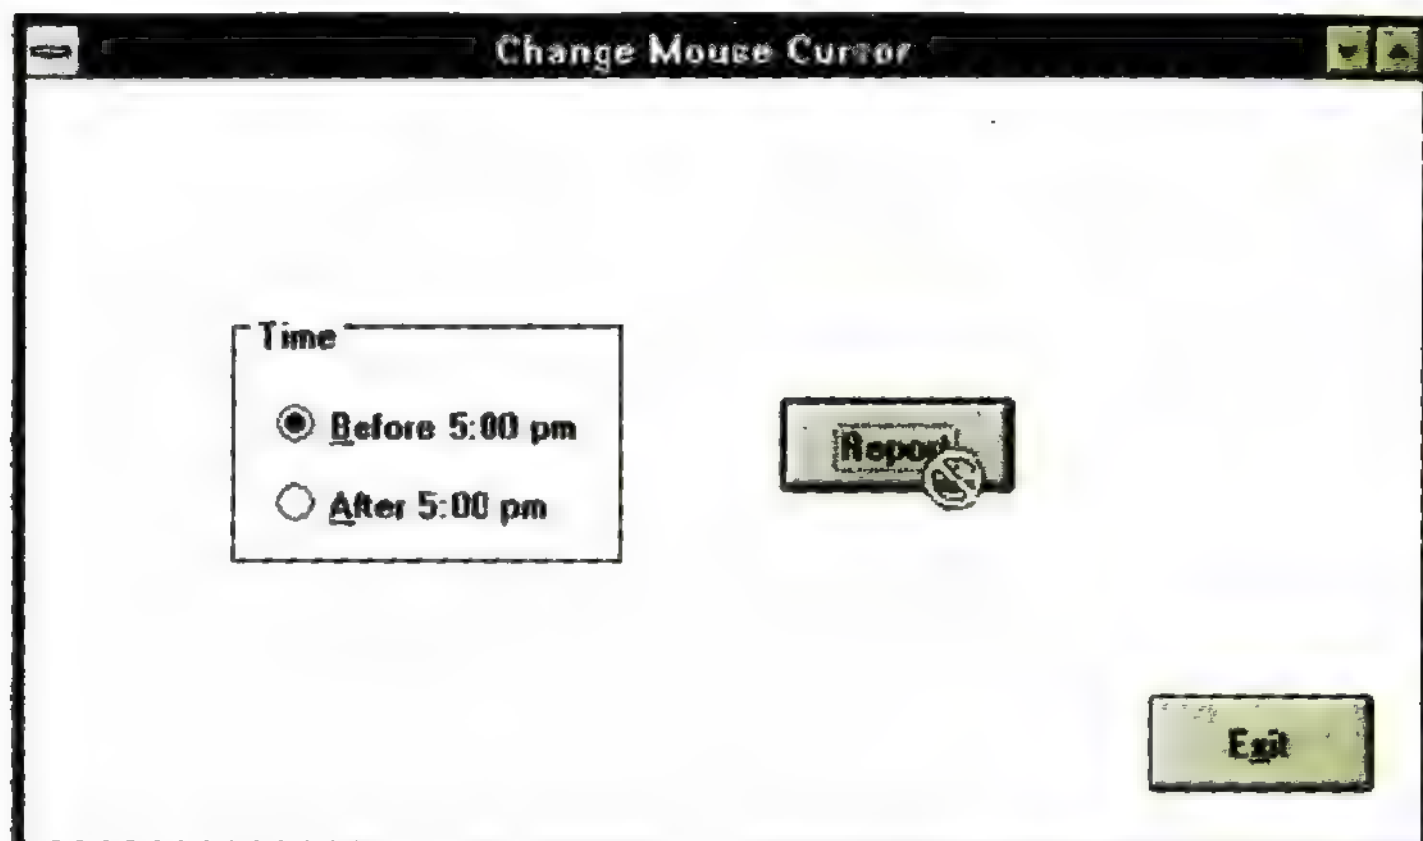 Change Mouse Cursor
Time
Before 5:00 pm
After 5:00 pm
Report
Exit